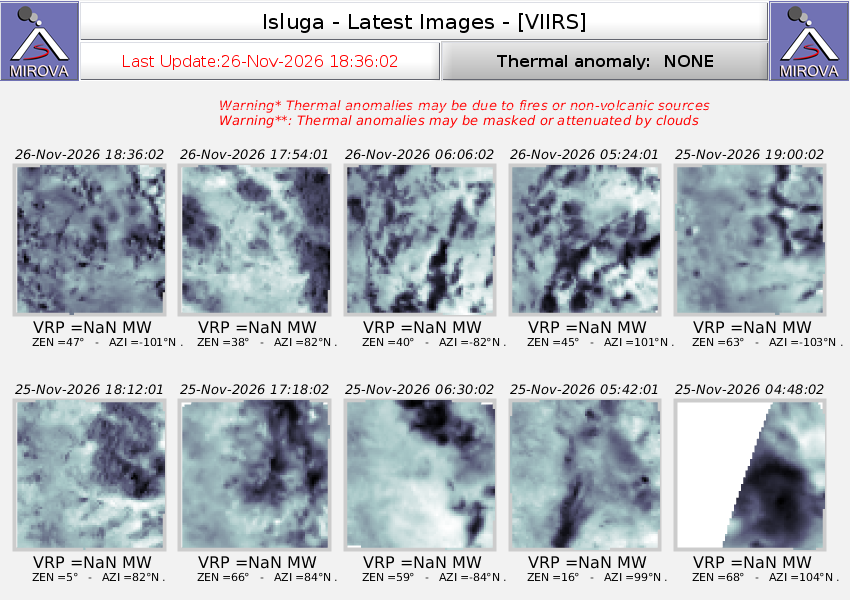 MIROVA
Isluga - Latest Images - [VIIRS]
MIROVA
Last Update:26-Nov-2026 18:36:02
Thermal anomaly: NONE
Warning* Thermal anomalies may be due to fires or non-volcanic sources
Warning**: Thermal anomalies may be masked or attenuated by clouds
26-Nov-2026 18:36:02 26-Nov-2026 17:54:01 26-Nov-2026 06:06:02 26-Nov-2026 05:24:01 25-Nov-2026 19:00:02
VRP =NaN MW VRP =NaN MW VRP =NaN MW VRP =NaN MW VRP =NaN MW
ZEN =47° - AZI =-101°N . ZEN =38° - AZI =82°N . ZEN =40° - AZI =-82°N . ZEN =45° - AZI =101°N . ZEN =63° - AZI =-103°N .
25-Nov-2026 18:12:01 25-Nov-2026 17:18:02 25-Nov-2026 06:30:02 25-Nov-2026 05:42:01 25-Nov-2026 04:48:02
VRP =NaN MW VRP =NaN MW VRP =NaN MW VRP =NaN MW VRP =NaN MW
ZEN =5° - AZI =82°N . ZEN =66° - AZI =84°N . ZEN =59° - AZI =-84°N . ZEN =16° - AZI =99°N . ZEN =68° - AZI =104°N .